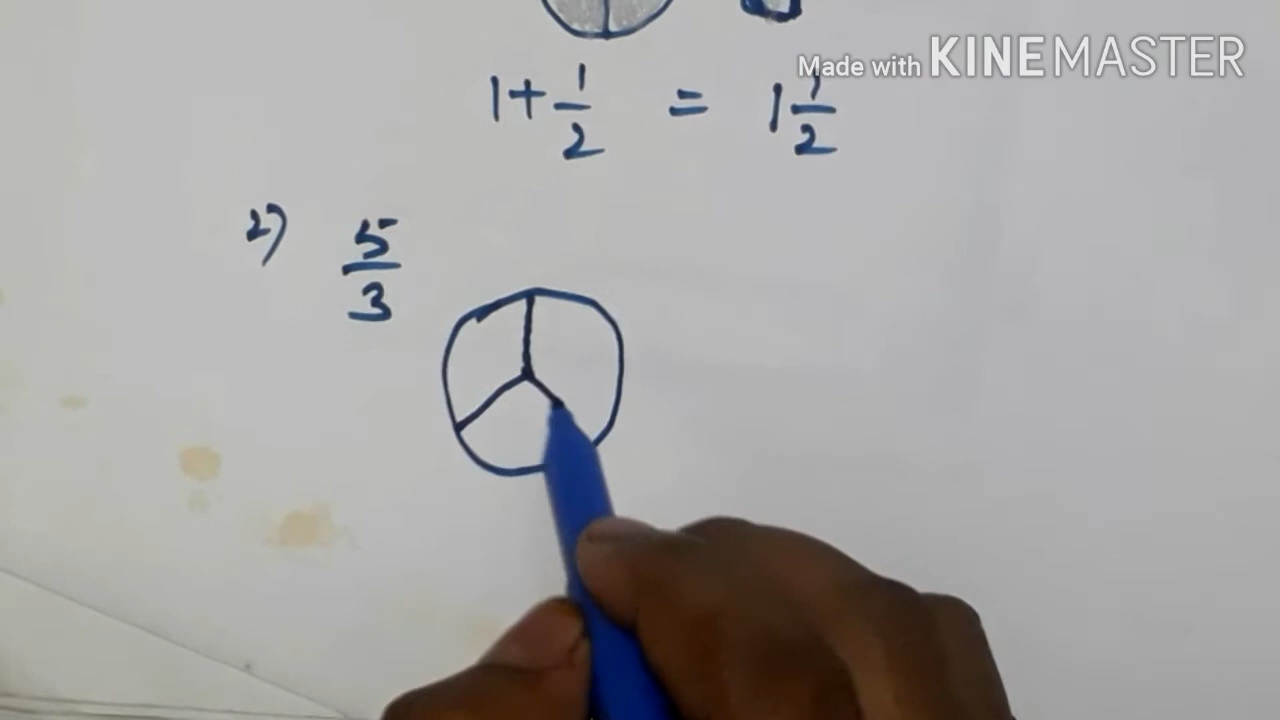 Made with KINEMASTER
1 + 1/2 = 1 1/2
2) 5/3